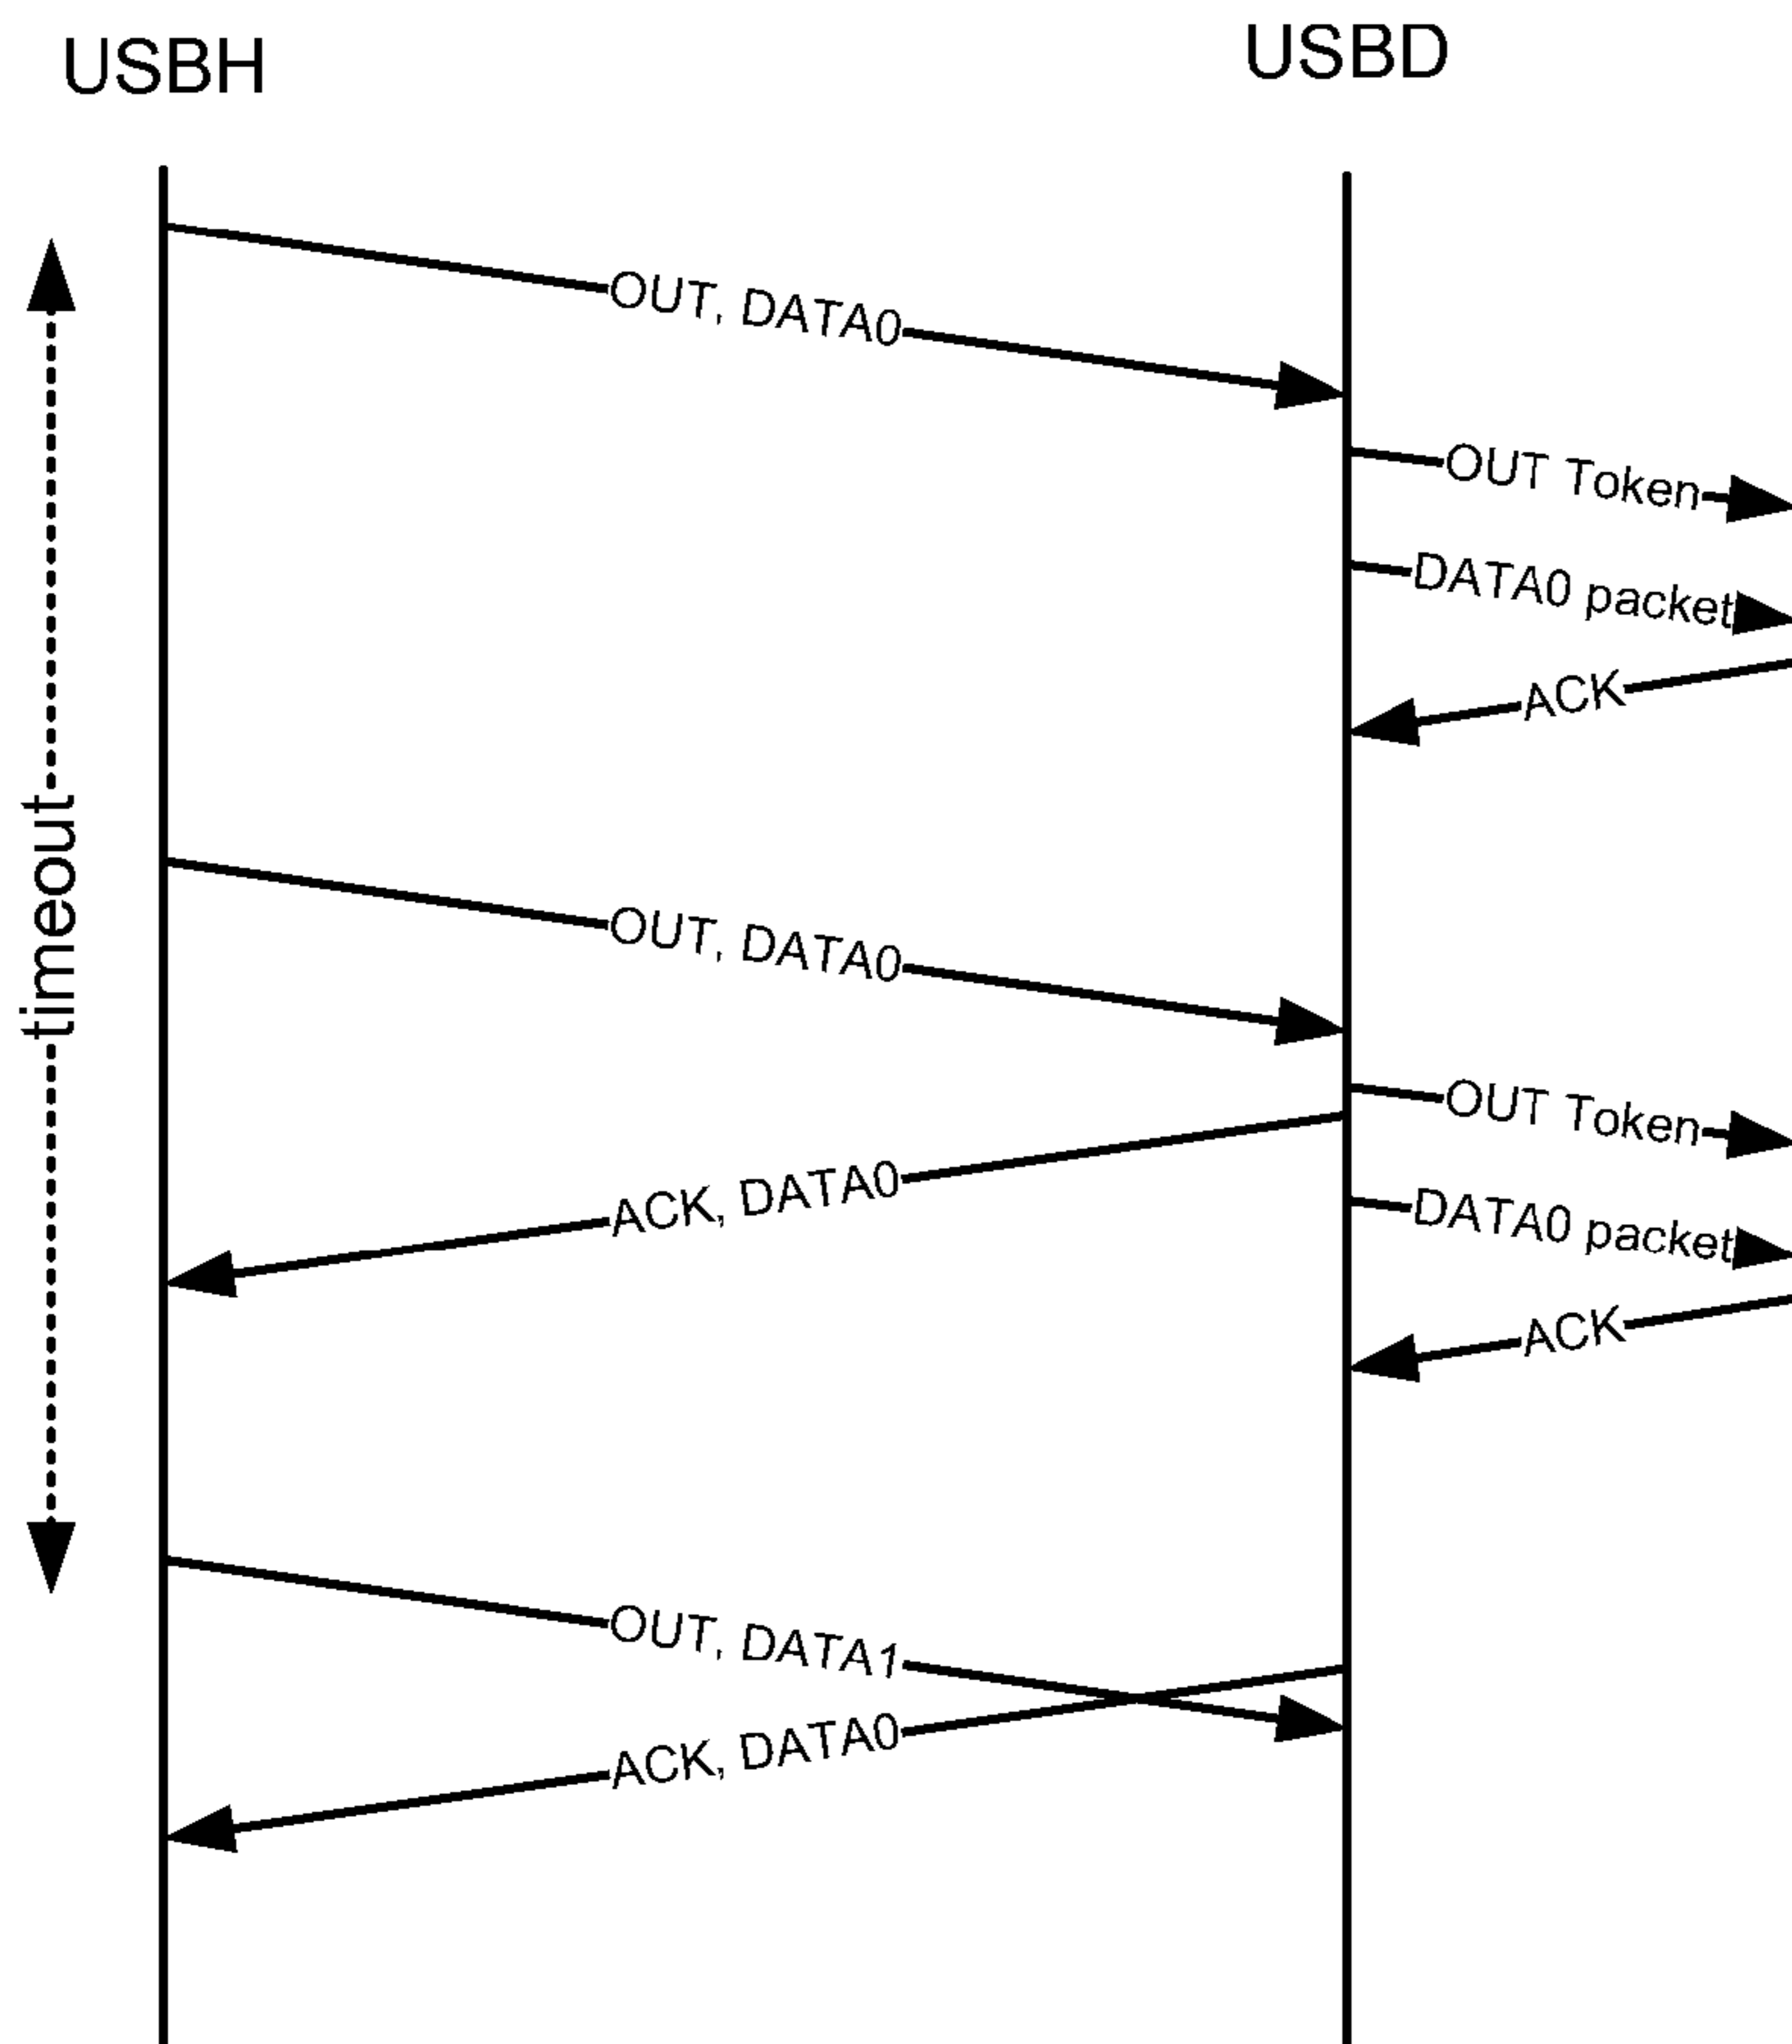 USBH
USBD
OUT, DATA0
OUT Token
DATA0 packet
ACK
timeout
OUT, DATA0
OUT Token
ACK, DATA0
DATA0 packet
ACK
OUT, DATA1
ACK, DATA0